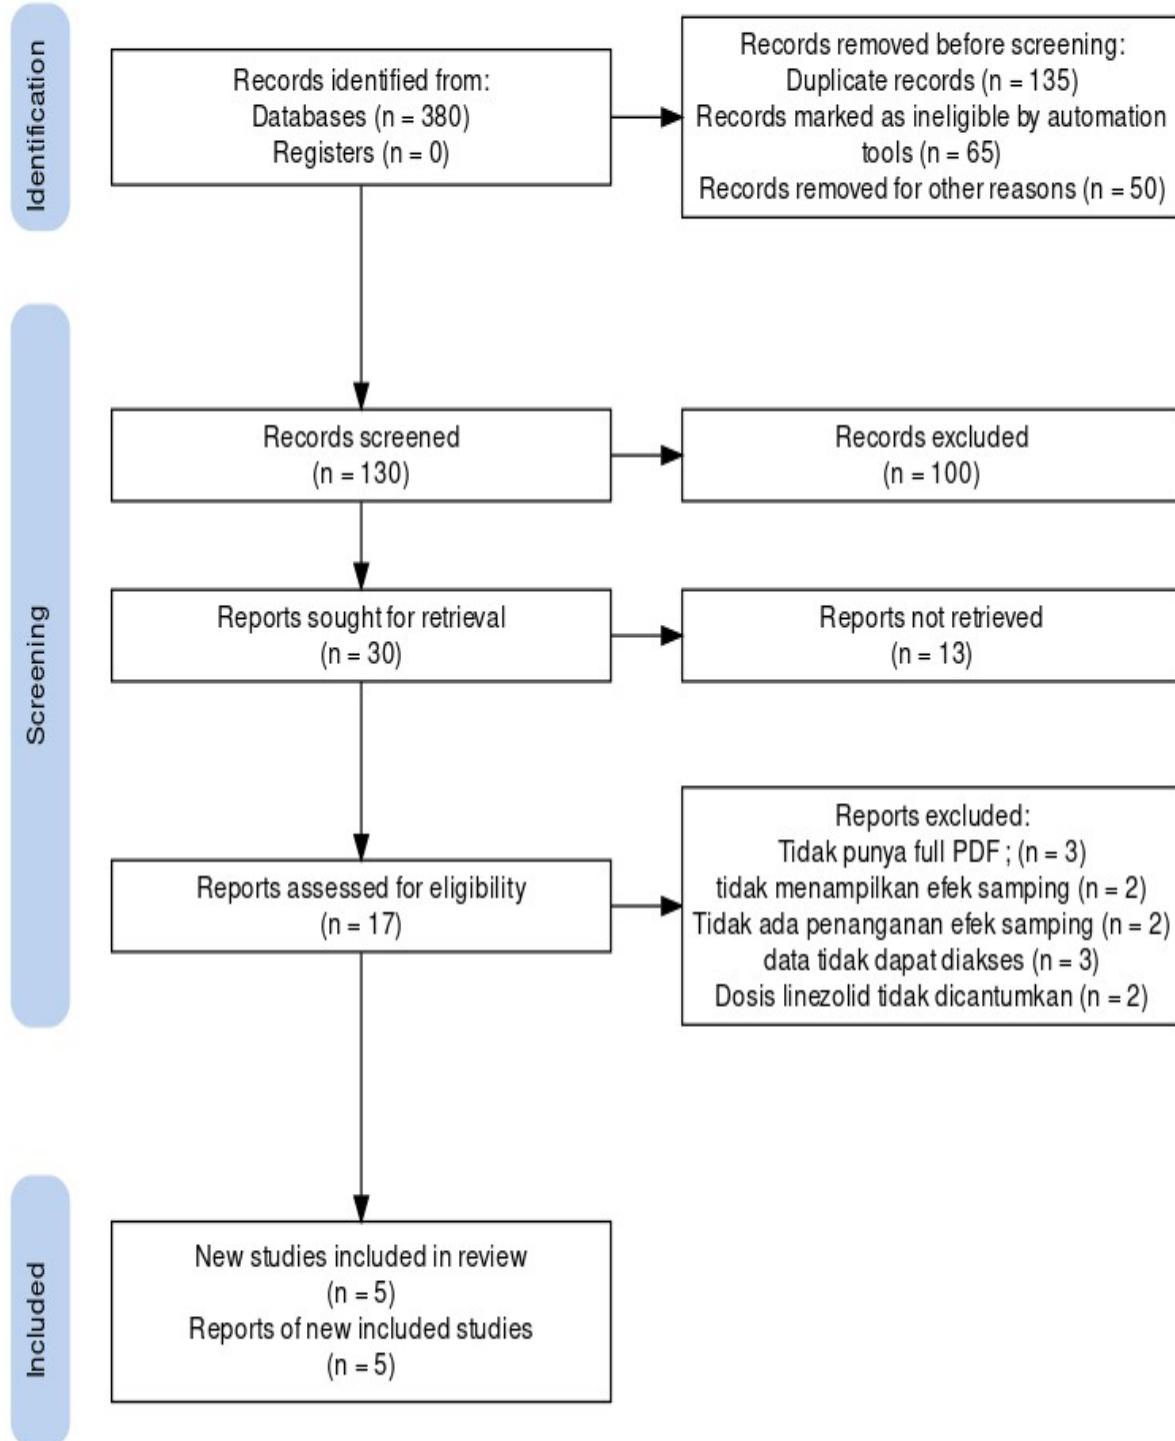 Identification
Records identified from:
Databases (n = 380)
Registers (n = 0)
Records removed before screening:
Duplicate records (n = 135)
Records marked as ineligible by automation
tools (n = 65)
Records removed for other reasons (n = 50)
Screening
Records screened
(n = 130)
Records excluded
(n = 100)
Reports sought for retrieval
(n = 30)
Reports not retrieved
(n = 13)
Reports assessed for eligibility
(n = 17)
Reports excluded:
Tidak punya full PDF ; (n = 3)
tidak menampilkan efek samping (n = 2)
Tidak ada penanganan efek samping (n = 2)
data tidak dapat diakses (n = 3)
Dosis linezolid tidak dicantumkan (n = 2)
Included
New studies included in review
(n = 5)
Reports of new included studies
(n = 5)